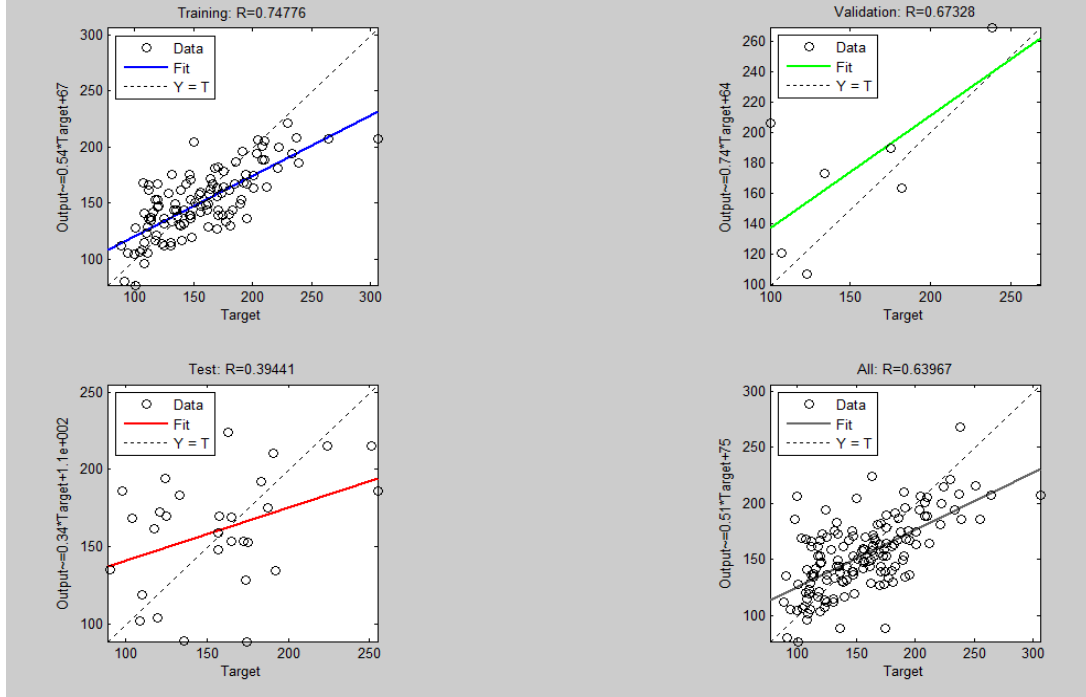 Training: R=0.74776
Output~=0.54*Target+67
300
250
200
150
100
Data
Fit
Y = T
100
150
200
250
300
Target
Validation: R=0.67328
Output~=0.74*Target+64
260
240
220
200
180
160
140
120
100
Data
Fit
Y = T
100
150
200
250
Target
Test: R=0.39441
Output~=0.34*Target+1.1e+002
250
200
150
100
Data
Fit
Y = T
100
150
200
250
Target
All: R=0.63967
Output~=0.51*Target+75
300
250
200
150
100
Data
Fit
Y = T
100
150
200
250
300
Target